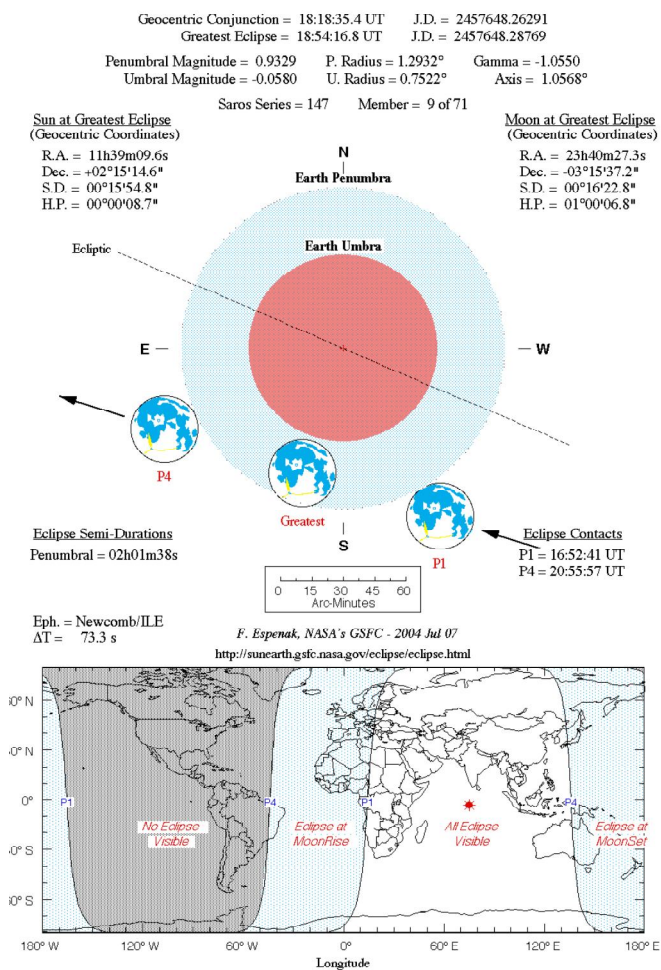 Geocentric Conjunction = 18:18:35.4 UT J.D. = 2457648.26291
Greatest Eclipse = 18:54:16.8 UT J.D. = 2457648.28769
Penumbral Magnitude = 0.9329 P. Radius = 1.2932° Gamma = -1.0550
Umbral Magnitude = -0.0580 U. Radius = 0.7522° Axis = 1.0568°
Saros Series = 147 Member = 9 of 71
Sun at Greatest Eclipse
(Geocentric Coordinates)
R.A. = 11h39m09.6s
Dec. = +02°15'14.6"
S.D. = 00°15'54.8"
H.P. = 00°00'08.7"
Moon at Greatest Eclipse
(Geocentric Coordinates)
R.A. = 23h40m27.3s
Dec. = -03°15'37.2"
S.D. = 00°16'22.8"
H.P. = 01°00'06.8"
N
Earth Penumbra
Earth Umbra
Ecliptic
E
W
P4
Greatest
P1
S
Eclipse Semi-Durations
Penumbral = 02h01m38s
Eclipse Contacts
P1 = 16:52:41 UT
P4 = 20:55:57 UT
0 15 30 45 60
Arc-Minutes
Eph. = Newcomb/ILE
ΔT = 73.3 s
F. Espenak, NASA's GSFC - 2004 Jul 07
http://sunearth.gsfc.nasa.gov/eclipse/eclipse.html
60° N
40° N
0°
P1
P4
P1
P4
No Eclipse
Visible
Eclipse at
MoonRise
All Eclipse
Visible
Eclipse at
MoonSet
180° W 120° W 60° W 0° 60° E 120° E 180° E
Longitude